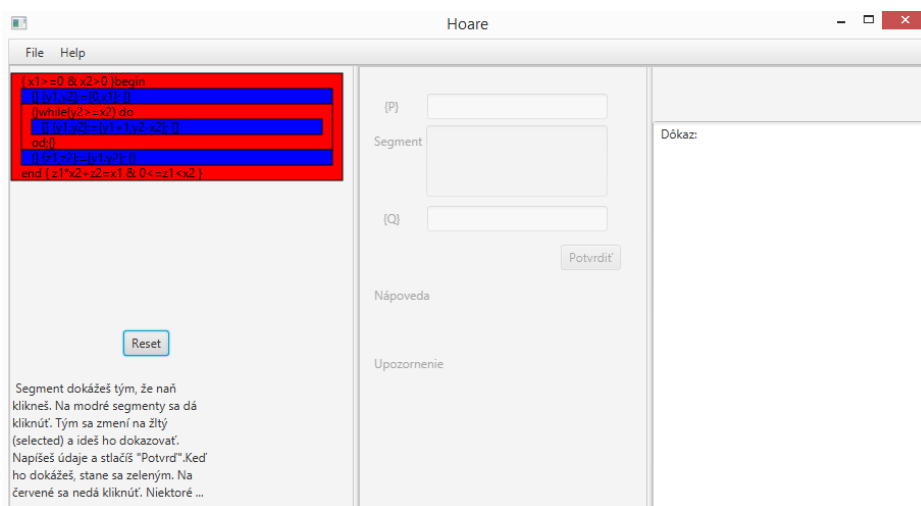 Hoare
File Help
{ x1>=0 & x2>0 }begin
{} [y1,y2]:=[0,x1]; {}
{}while(y2>=x2) do
{} [y1,y2]:=[y1+1,y2-x2]; {}
od;{}
{} [z1,z2]:=[y1,y2]; {}
end { z1*x2+z2=x1 & 0<=z1<x2 }
{P}
Segment
{Q}
Potvrdiť
Nápoveda
Upozornenie
Reset
Segment dokážeš tým, že naň
klikneš. Na modré segmenty sa dá
kliknúť. Tým sa zmení na žltý
(selected) a ideš ho dokazovať.
Napíšeš údaje a stlačíš "Potvrď".Keď
ho dokážeš, stane sa zeleným. Na
červené sa nedá kliknúť. Niektoré ...
Dókaz: